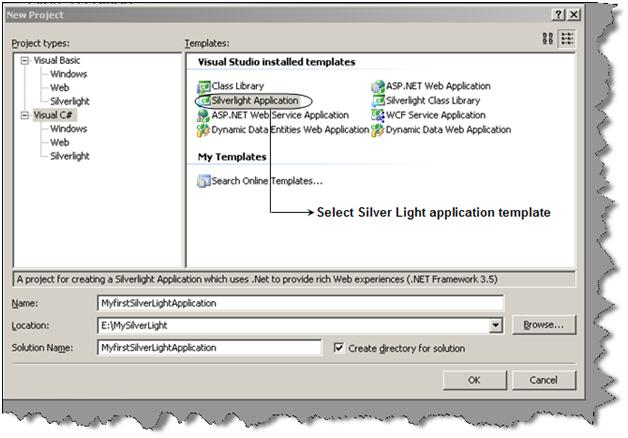 New Project
Project types:
Templates:
Visual Basic
Windows
Web
Silverlight
Visual C#
Windows
Web
Silverlight
Visual Studio installed templates
Class Library
ASP.NET Web Application
Silverlight Application
Silverlight Class Library
ASP.NET Web Service Application
WCF Service Application
Dynamic Data Entities Web Application
Dynamic Data Web Application
My Templates
Search Online Templates...
Select Silver Light application template
A project for creating a Silverlight Application which uses .Net to provide rich Web experiences (.NET Framework 3.5)
Name:
MyfirstSilverLightApplication
Location:
E:\MySilverLight
Browse...
Solution Name:
MyfirstSilverLightApplication
Create directory for solution
OK
Cancel